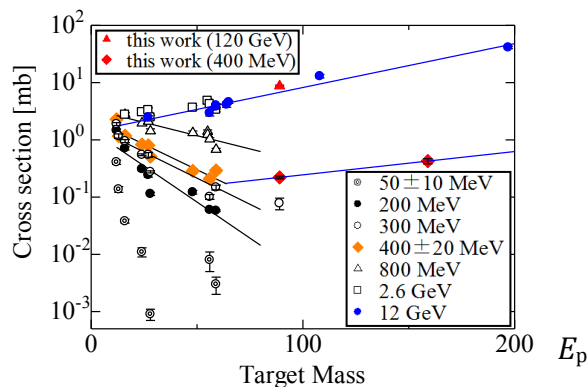 10²
this work (120 GeV)
this work (400 MeV)
10¹
10⁰
10⁻¹
10⁻²
10⁻³
Cross section [mb]
50±10 MeV
200 MeV
300 MeV
400±20 MeV
800 MeV
2.6 GeV
12 GeV
0 100 200
Target Mass
Eₚ